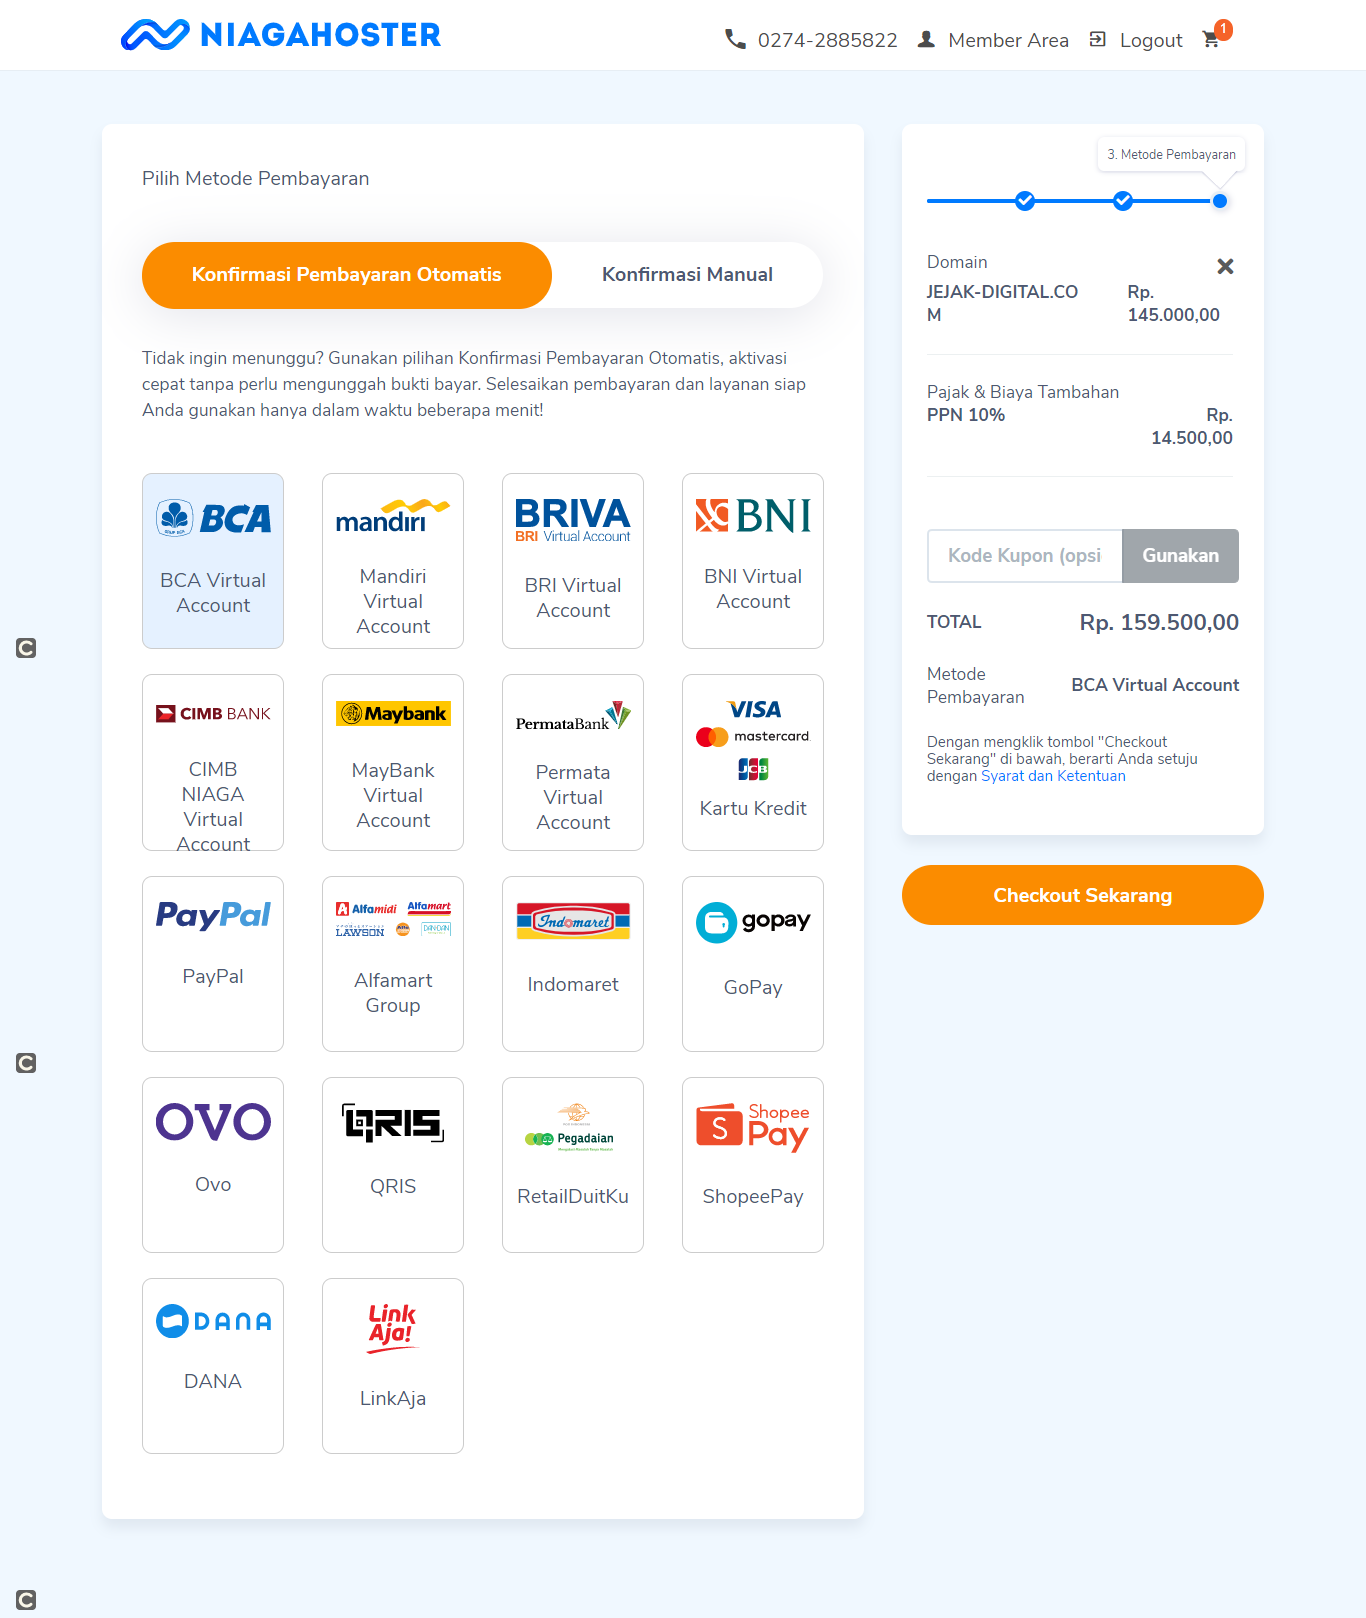 NIAGAHOSTER
0274-2885822 Member Area Logout 1
Pilih Metode Pembayaran
Konfirmasi Pembayaran Otomatis Konfirmasi Manual
Tidak ingin menunggu? Gunakan pilihan Konfirmasi Pembayaran Otomatis, aktivasi
cepat tanpa perlu mengunggah bukti bayar. Selesaikan pembayaran dan layanan siap
Anda gunakan hanya dalam waktu beberapa menit!
BCA
BCA Virtual
Account
mandiri
Mandiri
Virtual
Account
BRIVA
BRI Virtual Account
BRI Virtual
Account
BNI
BNI Virtual
Account
CIMB BANK
CIMB
NIAGA
Virtual
Account
Maybank
MayBank
Virtual
Account
PermataBank
Permata
Virtual
Account
VISA
mastercard
JCB
Kartu Kredit
PayPal
PayPal
Alfamidi Alfamart
LAWSON DAN+DAN
Alfamart
Group
Indomaret
Indomaret
gopay
GoPay
OVO
Ovo
QRIS
QRIS
Pegadaian
RetailDuitKu
Shopee
Pay
ShopeePay
DANA
DANA
Link
Aja!
LinkAja
3. Metode Pembayaran
Domain
JEJAK-DIGITAL.CO
M
Rp.
145.000,00
Pajak & Biaya Tambahan
PPN 10% Rp.
14.500,00
Kode Kupon (opsi Gunakan
TOTAL Rp. 159.500,00
Metode
Pembayaran
BCA Virtual Account
Dengan mengklik tombol "Checkout
Sekarang" di bawah, berarti Anda setuju
dengan Syarat dan Ketentuan
Checkout Sekarang
C
C
C